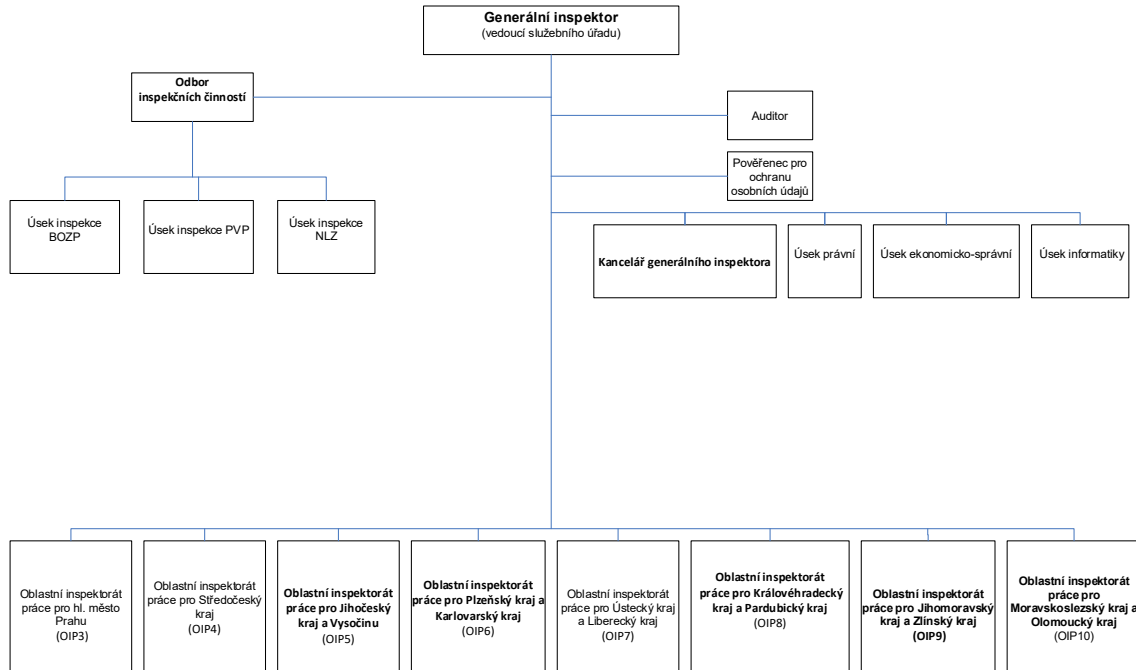 Generální inspektor
(vedoucí služebního úřadu)
Odbor
inspekčních činností
Auditor
Pověřenec pro
ochranu
osobních údajů
Úsek inspekce
BOZP
Úsek inspekce PVP
Úsek inspekce
NLZ
Kancelář generálního inspektora
Úsek právní
Úsek ekonomicko-správní
Úsek informatiky
Oblastní inspektorát
práce pro hl. město
Prahu
(OIP3)
Oblastní inspektorát
práce pro Středočeský
kraj
(OIP4)
Oblastní inspektorát
práce pro Jihočeský
kraj a Vysočinu
(OIP5)
Oblastní inspektorát
práce pro Plzeňský kraj a
Karlovarský kraj
(OIP6)
Oblastní inspektorát
práce pro Ústecký kraj
a Liberecký kraj
(OIP7)
Oblastní inspektorát
práce pro Královéhradecký
kraj a Pardubický kraj
(OIP8)
Oblastní inspektorát
práce pro Jihomoravský
kraj a Zlínský kraj
(OIP9)
Oblastní inspektorát
práce pro
Moravskoslezský kraj a
Olomoucký kraj
(OIP10)